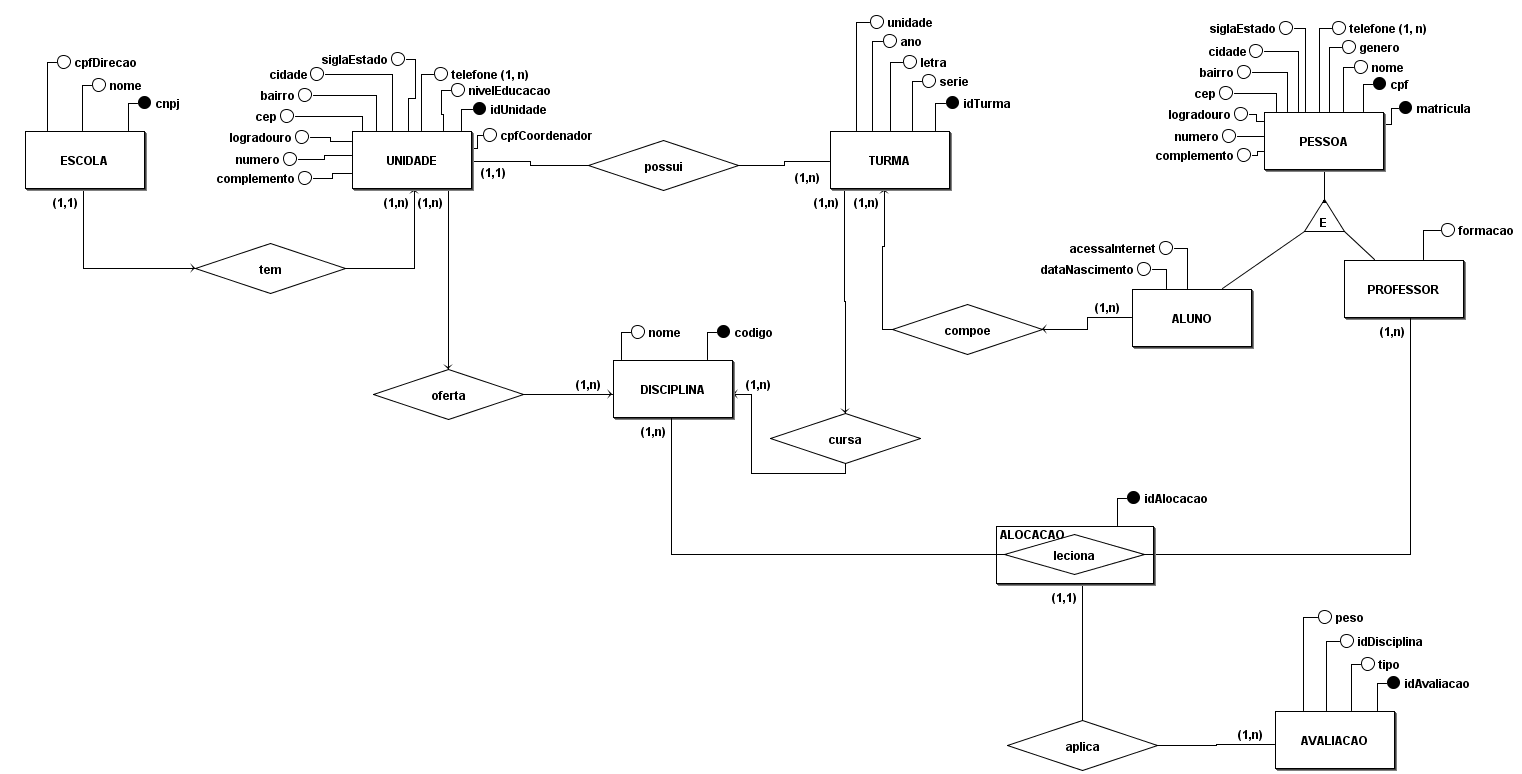 cpfDirecao
nome
cnpj
ESCOLA
(1,1)
tem
siglaEstado
cidade
bairro
cep
logradouro
numero
complemento
telefone (1, n)
nivelEducacao
idUnidade
cpfCoordenador
UNIDADE
(1,1)
(1,n)
(1,n)
possui
unidade
ano
letra
serie
idTurma
TURMA
(1,n)
(1,n)
(1,n)
siglaEstado
cidade
bairro
cep
logradouro
numero
complemento
telefone (1, n)
genero
nome
cpf
matricula
PESSOA
E
formacao
PROFESSOR
(1,n)
acessaInternet
dataNascimento
ALUNO
(1,n)
compoe
oferta
(1,n)
nome
codigo
DISCIPLINA
(1,n)
(1,n)
cursa
idAlocacao
ALOCACAO
leciona
(1,1)
aplica
(1,n)
peso
idDisciplina
tipo
idAvaliacao
AVALIACAO